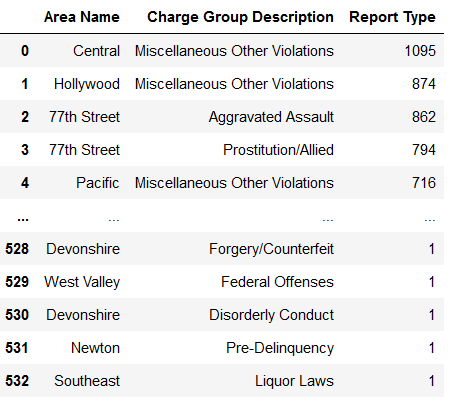 Area Name Charge Group Description Report Type
0 Central Miscellaneous Other Violations 1095
1 Hollywood Miscellaneous Other Violations 874
2 77th Street Aggravated Assault 862
3 77th Street Prostitution/Allied 794
4 Pacific Miscellaneous Other Violations 716
... ... ... ...
528 Devonshire Forgery/Counterfeit 1
529 West Valley Federal Offenses 1
530 Devonshire Disorderly Conduct 1
531 Newton Pre-Delinquency 1
532 Southeast Liquor Laws 1